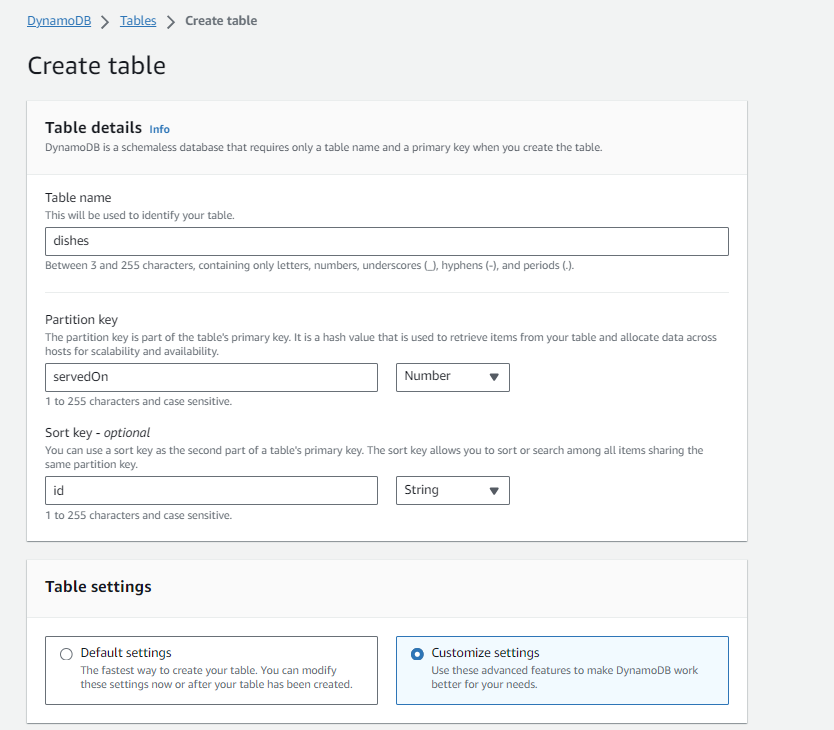 DynamoDB > Tables > Create table
Create table
Table details Info
DynamoDB is a schemaless database that requires only a table name and a primary key when you create the table.
Table name
This will be used to identify your table.
dishes
Between 3 and 255 characters, containing only letters, numbers, underscores (_), hyphens (-), and periods (.).
Partition key
The partition key is part of the table's primary key. It is a hash value that is used to retrieve items from your table and allocate data across
hosts for scalability and availability.
servedOn Number
1 to 255 characters and case sensitive.
Sort key - optional
You can use a sort key as the second part of a table's primary key. The sort key allows you to sort or search among all items sharing the
same partition key.
id String
1 to 255 characters and case sensitive.
Table settings
Default settings
The fastest way to create your table. You can modify
these settings now or after your table has been created.
Customize settings
Use these advanced features to make DynamoDB work
better for your needs.